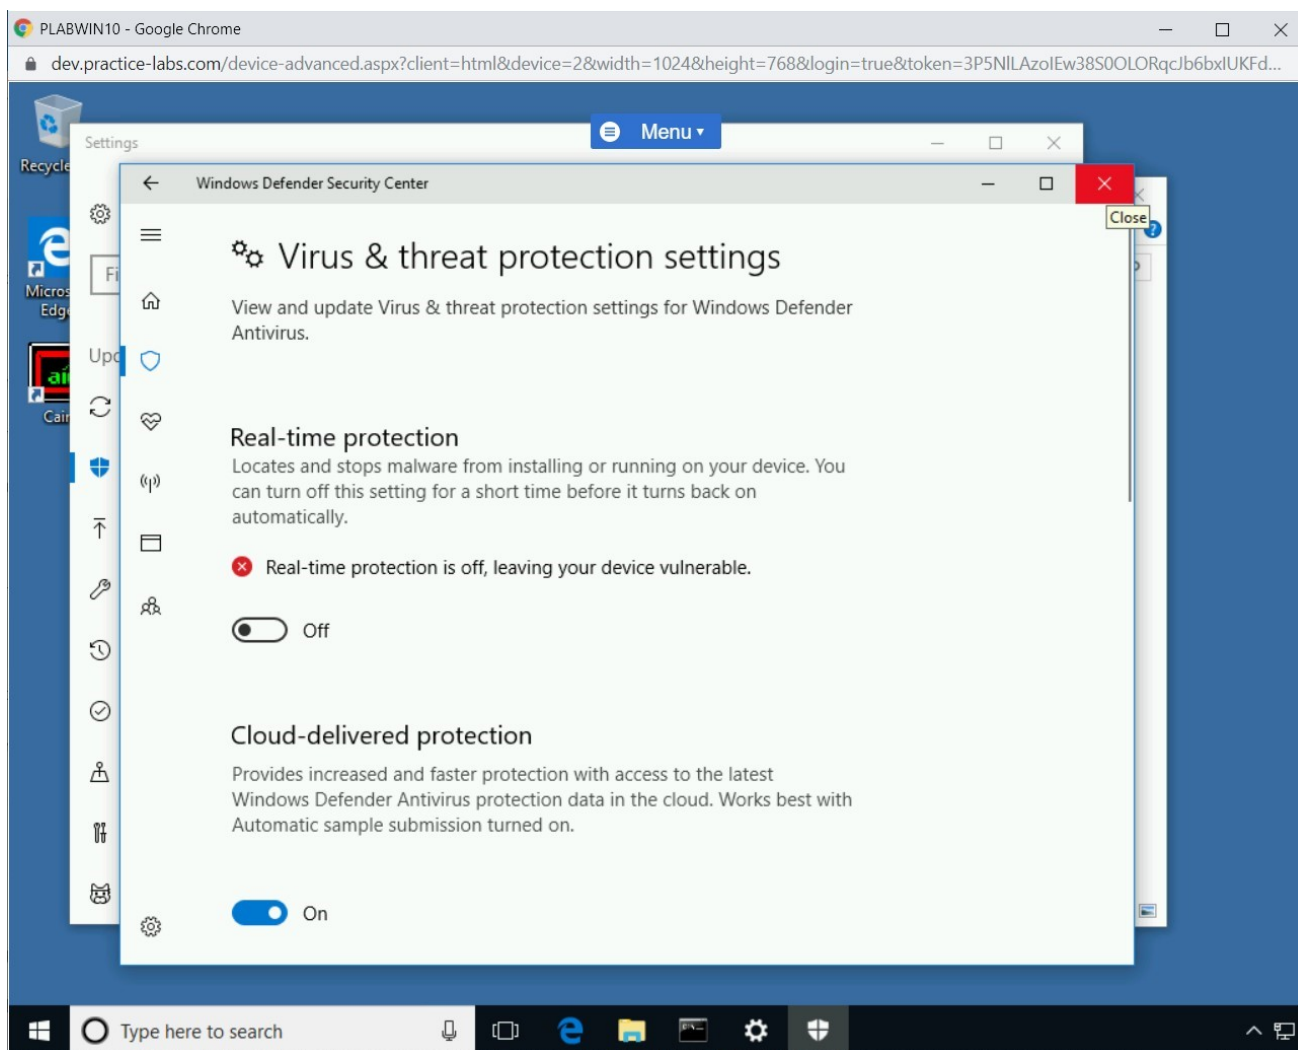 PLABWIN10 - Google Chrome
dev.practice-labs.com/device-advanced.aspx?client=html&device=2&width=1024&height=768&login=true&token=3P5NlLAzolEw38S0OLORqcJb6bxlUKFd...
Menu
Settings
Recycle
Windows Defender Security Center
Close
Virus & threat protection settings
Fi
View and update Virus & threat protection settings for Windows Defender
Antivirus.
Micros
Edge
Upd
Cain
Real-time protection
Locates and stops malware from installing or running on your device. You
can turn off this setting for a short time before it turns back on
automatically.
Real-time protection is off, leaving your device vulnerable.
Off
Cloud-delivered protection
Provides increased and faster protection with access to the latest
Windows Defender Antivirus protection data in the cloud. Works best with
Automatic sample submission turned on.
On
Type here to search